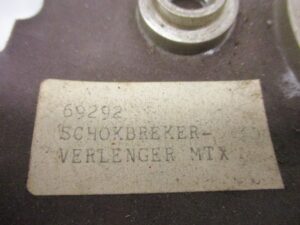 69292
SCHOKBREKER-
VERLENGER MTX